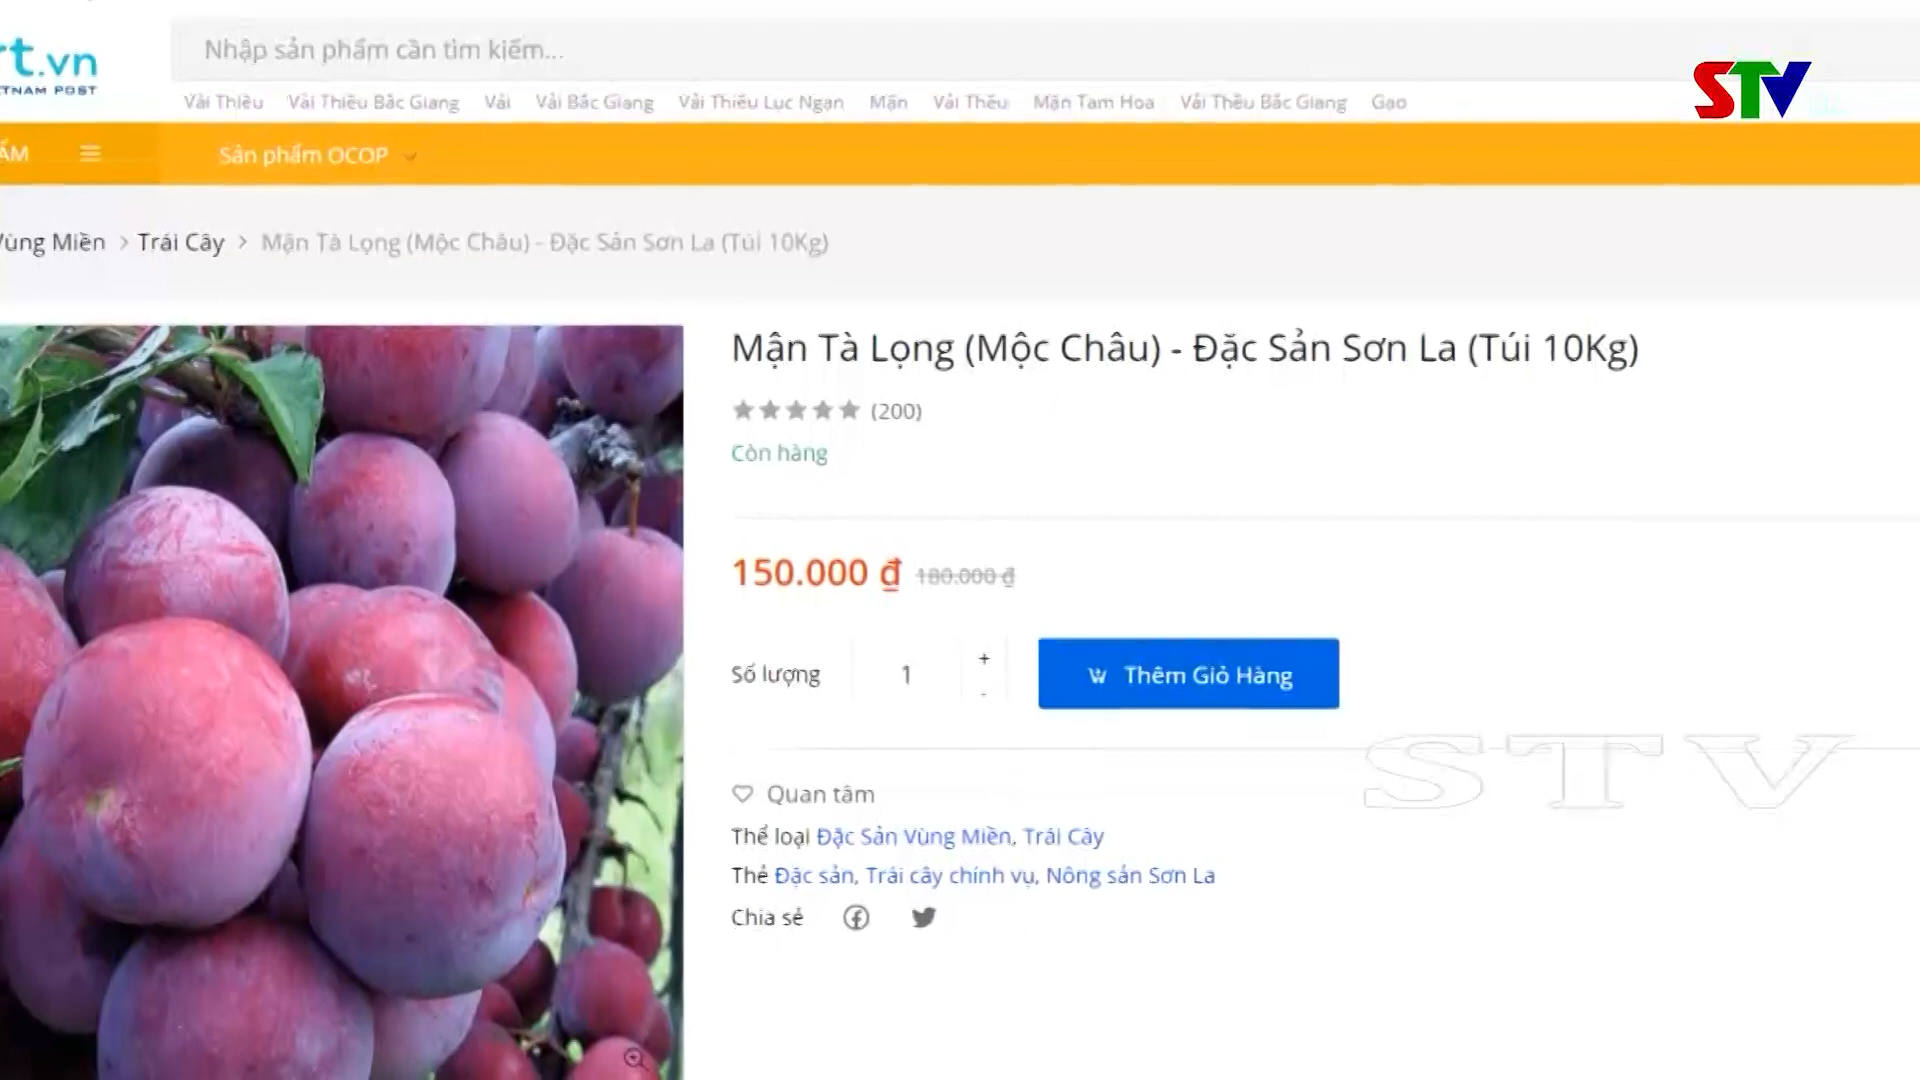 rt.vn
TNAM POST
Nhập sản phẩm cần tìm kiếm...
STV
Vải Thiều Vải Thiều Bắc Giang Vải Vải Bắc Giang Vải Thiều Lục Ngạn Mận Vải Thều Mận Tam Hoa Vải Thều Bắc Giang Gạo
ẨM
Sản phẩm OCOP
Vùng Miền > Trái Cây > Mận Tà Lọng (Mộc Châu) - Đặc Sản Sơn La (Túi 10Kg)
Mận Tà Lọng (Mộc Châu) - Đặc Sản Sơn La (Túi 10Kg)
(200)
Còn hàng
150.000 ₫ 180.000 ₫
Số lượng 1 + -
Thêm Giỏ Hàng
STV
Quan tâm
Thể loại Đặc Sản Vùng Miền, Trái Cây
Thẻ Đặc sản, Trái cây chính vụ, Nông sản Sơn La
Chia sẻ